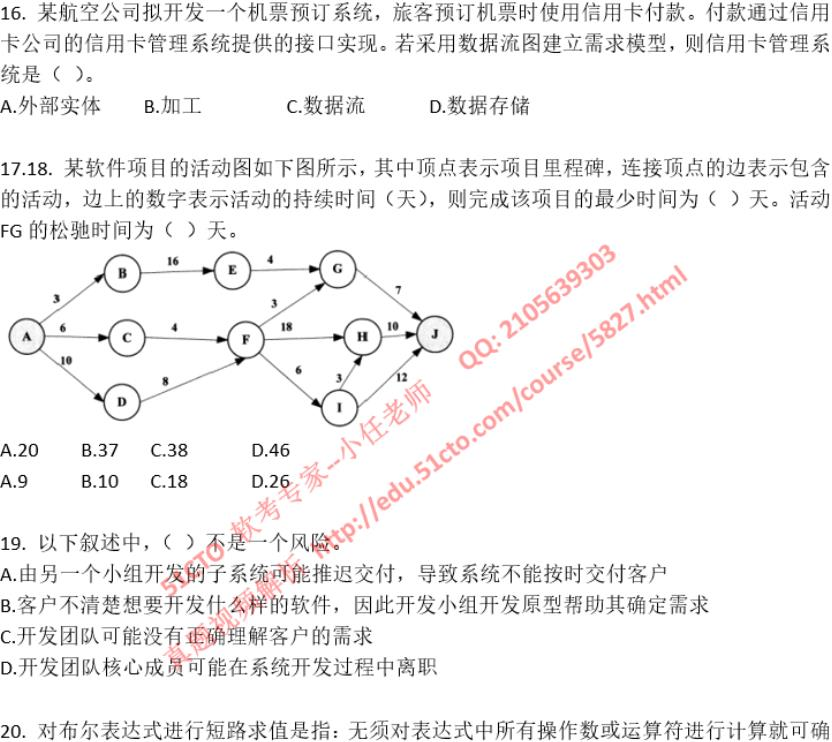 16. 某航空公司拟开发一个机票预订系统，旅客预订机票时使用信用卡付款。付款通过信用
卡公司的信用卡管理系统提供的接口实现。若采用数据流图建立需求模型，则信用卡管理系
统是（ ）。
A.外部实体 B.加工 C.数据流 D.数据存储
17.18. 某软件项目的活动图如下图所示，其中顶点表示项目里程碑，连接顶点的边表示包含
的活动，边上的数字表示活动的持续时间（天），则完成该项目的最少时间为（ ）天。活动
FG 的松驰时间为（ ）天。
B 16 E 4 G
3 7
A 6 C 4 F 3 18 H 10 J
10 8 6 3 12
D I
A.20 B.37 C.38 D.46
A.9 B.10 C.18 D.26
19. 以下叙述中，（ ）不是一个风险。
A.由另一个小组开发的子系统可能推迟交付，导致系统不能按时交付客户
B.客户不清楚想要开发什么样的软件，因此开发小组开发原型帮助其确定需求
C.开发团队可能没有正确理解客户的需求
D.开发团队核心成员可能在系统开发过程中离职
20. 对布尔表达式进行短路求值是指：无须对表达式中所有操作数或运算符进行计算就可确
51CTO 软考专家--小任老师 QQ: 2105639303
真题视频解析 http://edu.51cto.com/course/5827.html